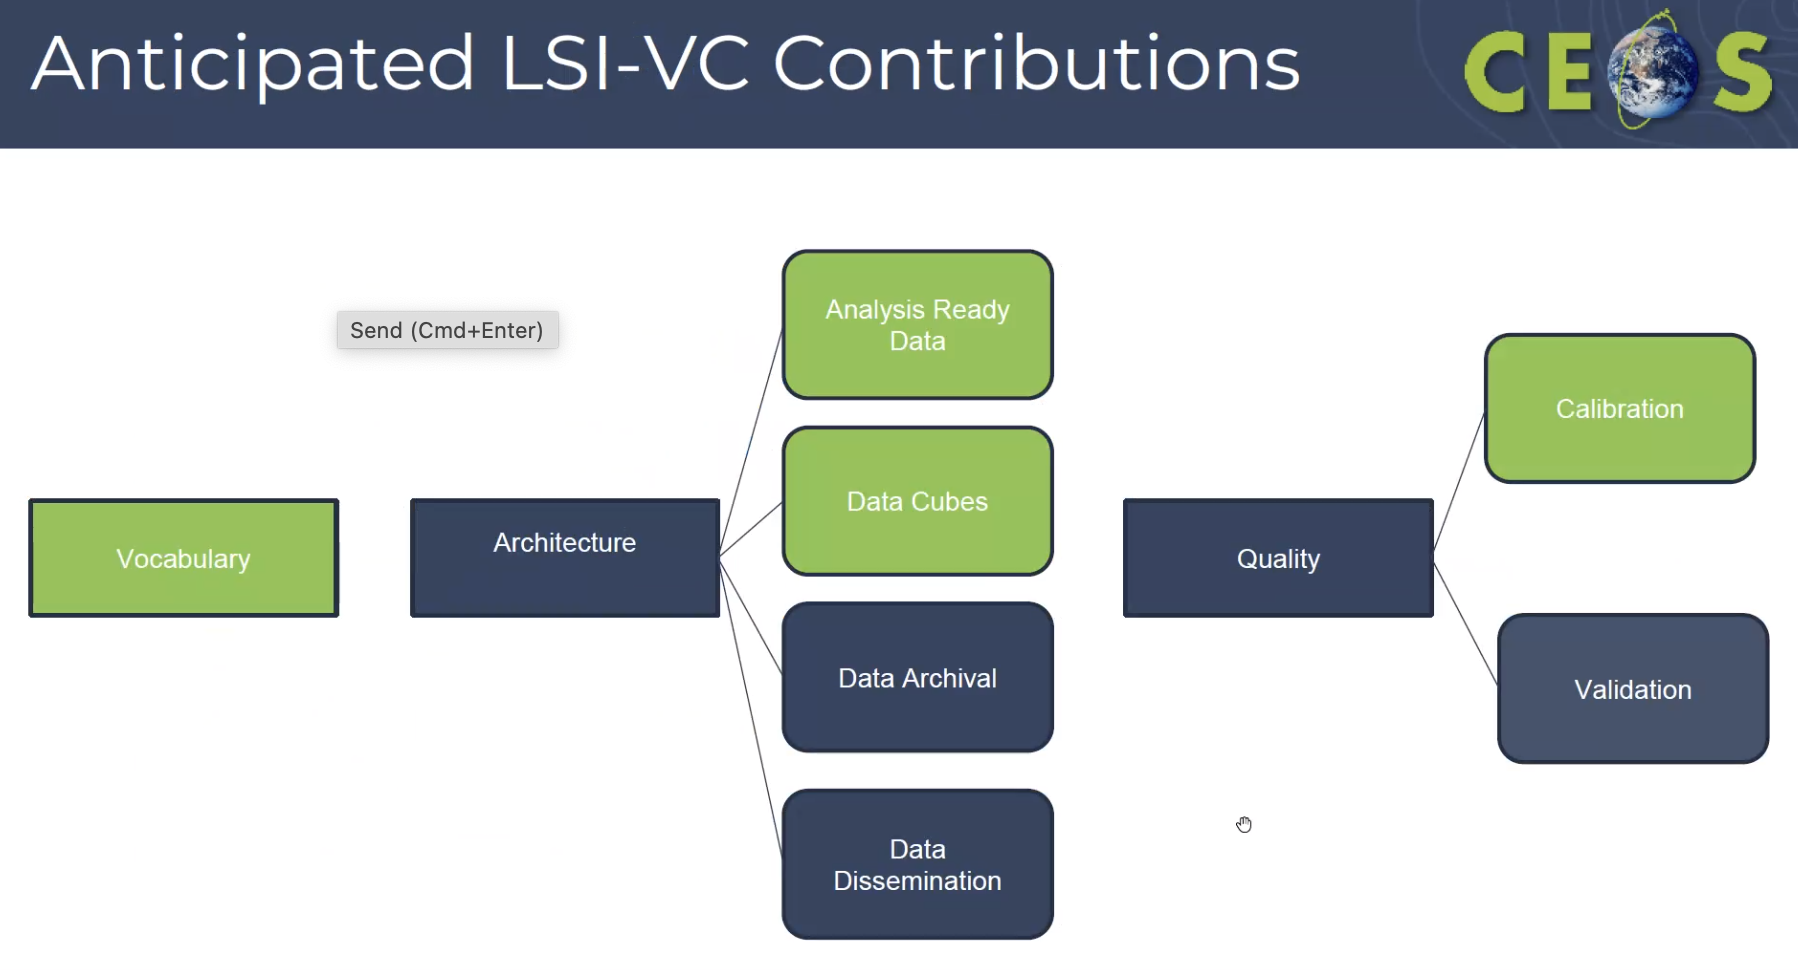 Anticipated LSI-VC Contributions
CEOS
Send (Cmd+Enter)
Vocabulary
Architecture
Analysis Ready
Data
Data Cubes
Data Archival
Data
Dissemination
Quality
Calibration
Validation